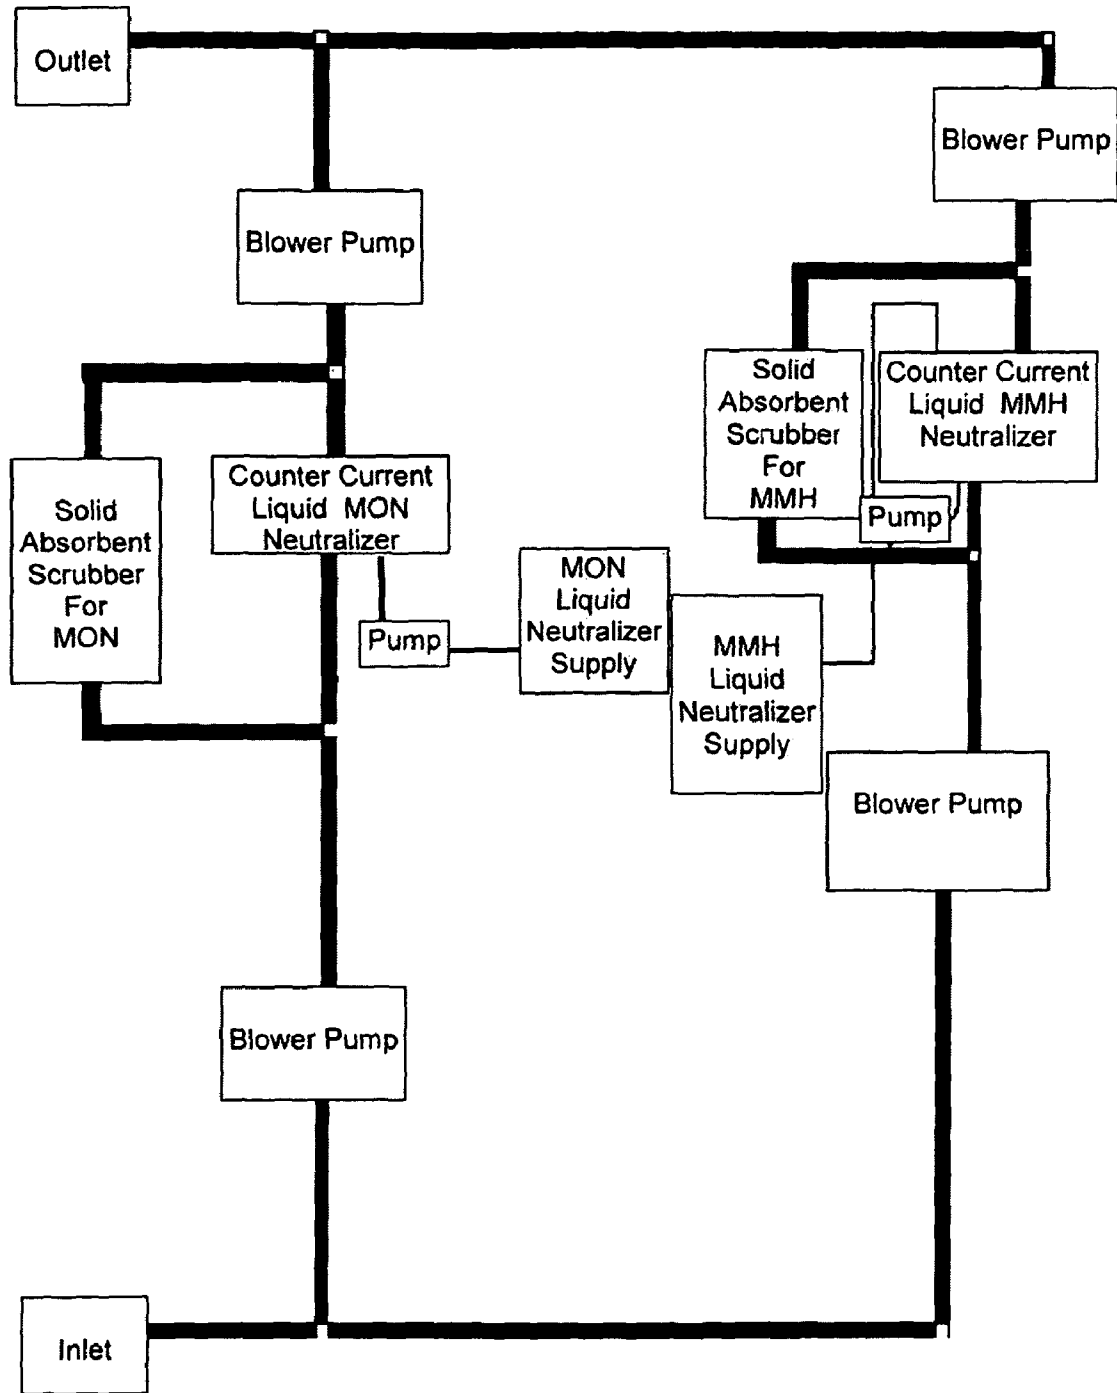 Outlet
Blower Pump
Blower Pump
Solid
Absorbent
Scrubber
For
MMH
Counter Current
Liquid MMH
Neutralizer
Pump
Counter Current
Liquid MON
Neutralizer
Solid
Absorbent
Scrubber
For
MON
Pump
MON
Liquid
Neutralizer
Supply
MMH
Liquid
Neutralizer
Supply
Blower Pump
Blower Pump
Inlet